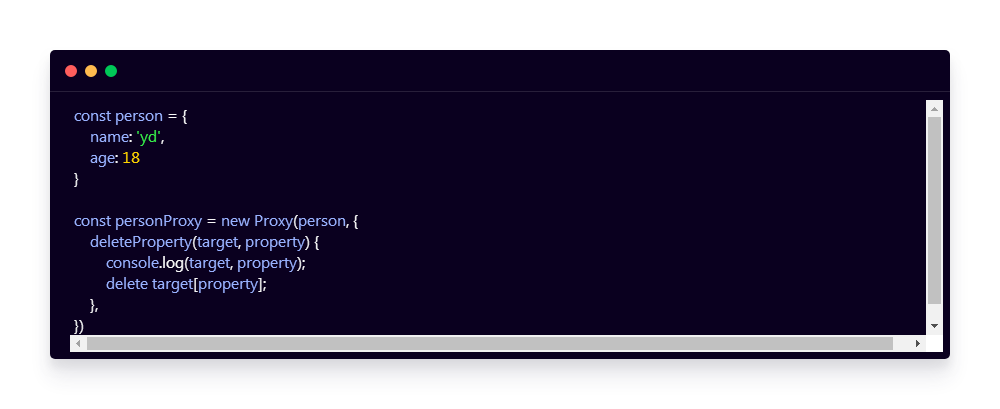 const person = {
    name: 'yd',
    age: 18
}

const personProxy = new Proxy(person, {
    deleteProperty(target, property) {
        console.log(target, property);
        delete target[property];
    },
})